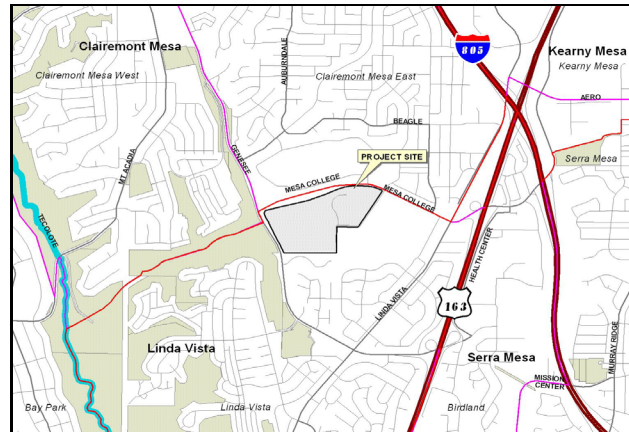 Clairemont Mesa
Clairemont Mesa West
AUBURNDALE
Clairemont Mesa East
805
Kearny Mesa
Kearny Mesa
AERO
BEAGLE
GENESEE
PROJECT SITE
Serra Mesa
MT ACADIA
MESA COLLEGE
MESA COLLEGE
TECOLOTE
HEALTH CENTER
LINDA VISTA
163
Linda Vista
Serra Mesa
MURRAY RIDGE
MISSION
CENTER
Bay Park
Linda Vista
Birdland